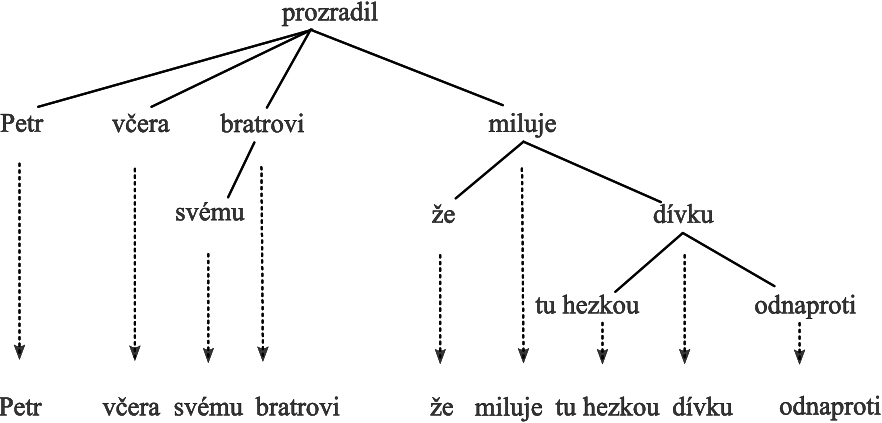 prozradil
Petr včera bratrovi miluje
svému že dívku
tu hezkou odnaproti
Petr včera svému bratrovi že miluje tu hezkou dívku odnaproti